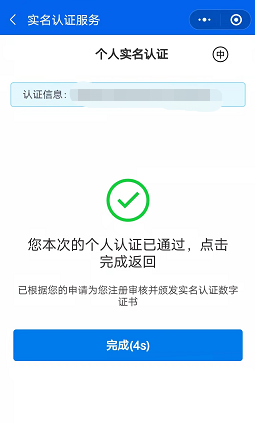 实名认证服务
个人实名认证
中
认证信息:
您本次的个人认证已通过，点击
完成返回
已根据您的申请为您注册审核并颁发实名认证数字
证书
完成(4s)